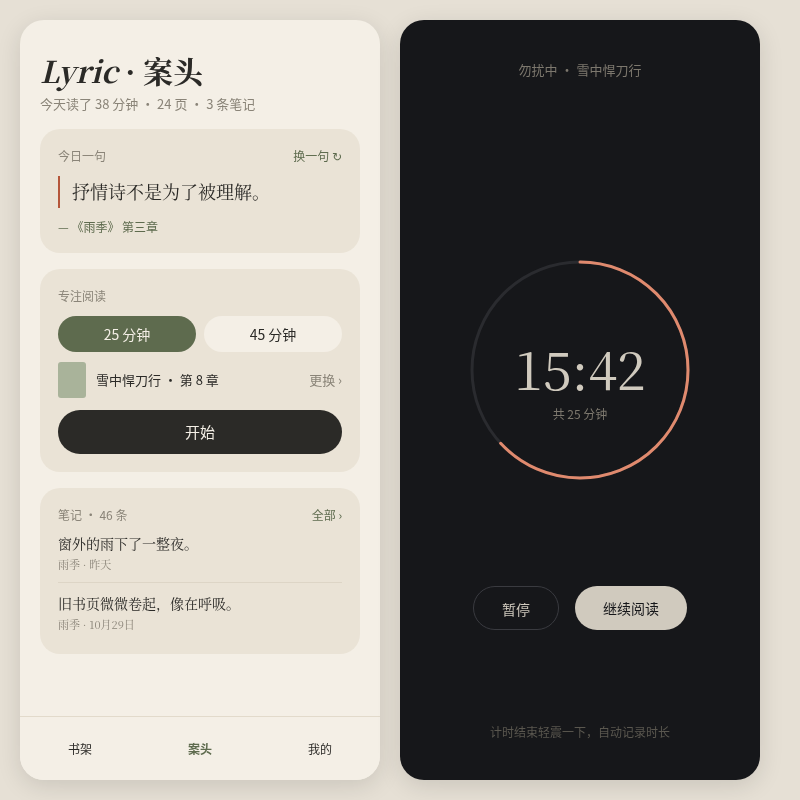 Lyric · 案头
今天读了 38 分钟 · 24 页 · 3 条笔记
今日一句
换一句 ↻
抒情诗不是为了被理解。
— 《雨季》 第三章
专注阅读
25 分钟
45 分钟
雪中悍刀行 · 第 8 章
更换 ›
开始
笔记 · 46 条
全部 ›
窗外的雨下了一整夜。
雨季 · 昨天
旧书页微微卷起，像在呼吸。
雨季 · 10月29日
书架
案头
我的
勿扰中 · 雪中悍刀行
15:42
共 25 分钟
暂停
继续阅读
计时结束轻震一下，自动记录时长